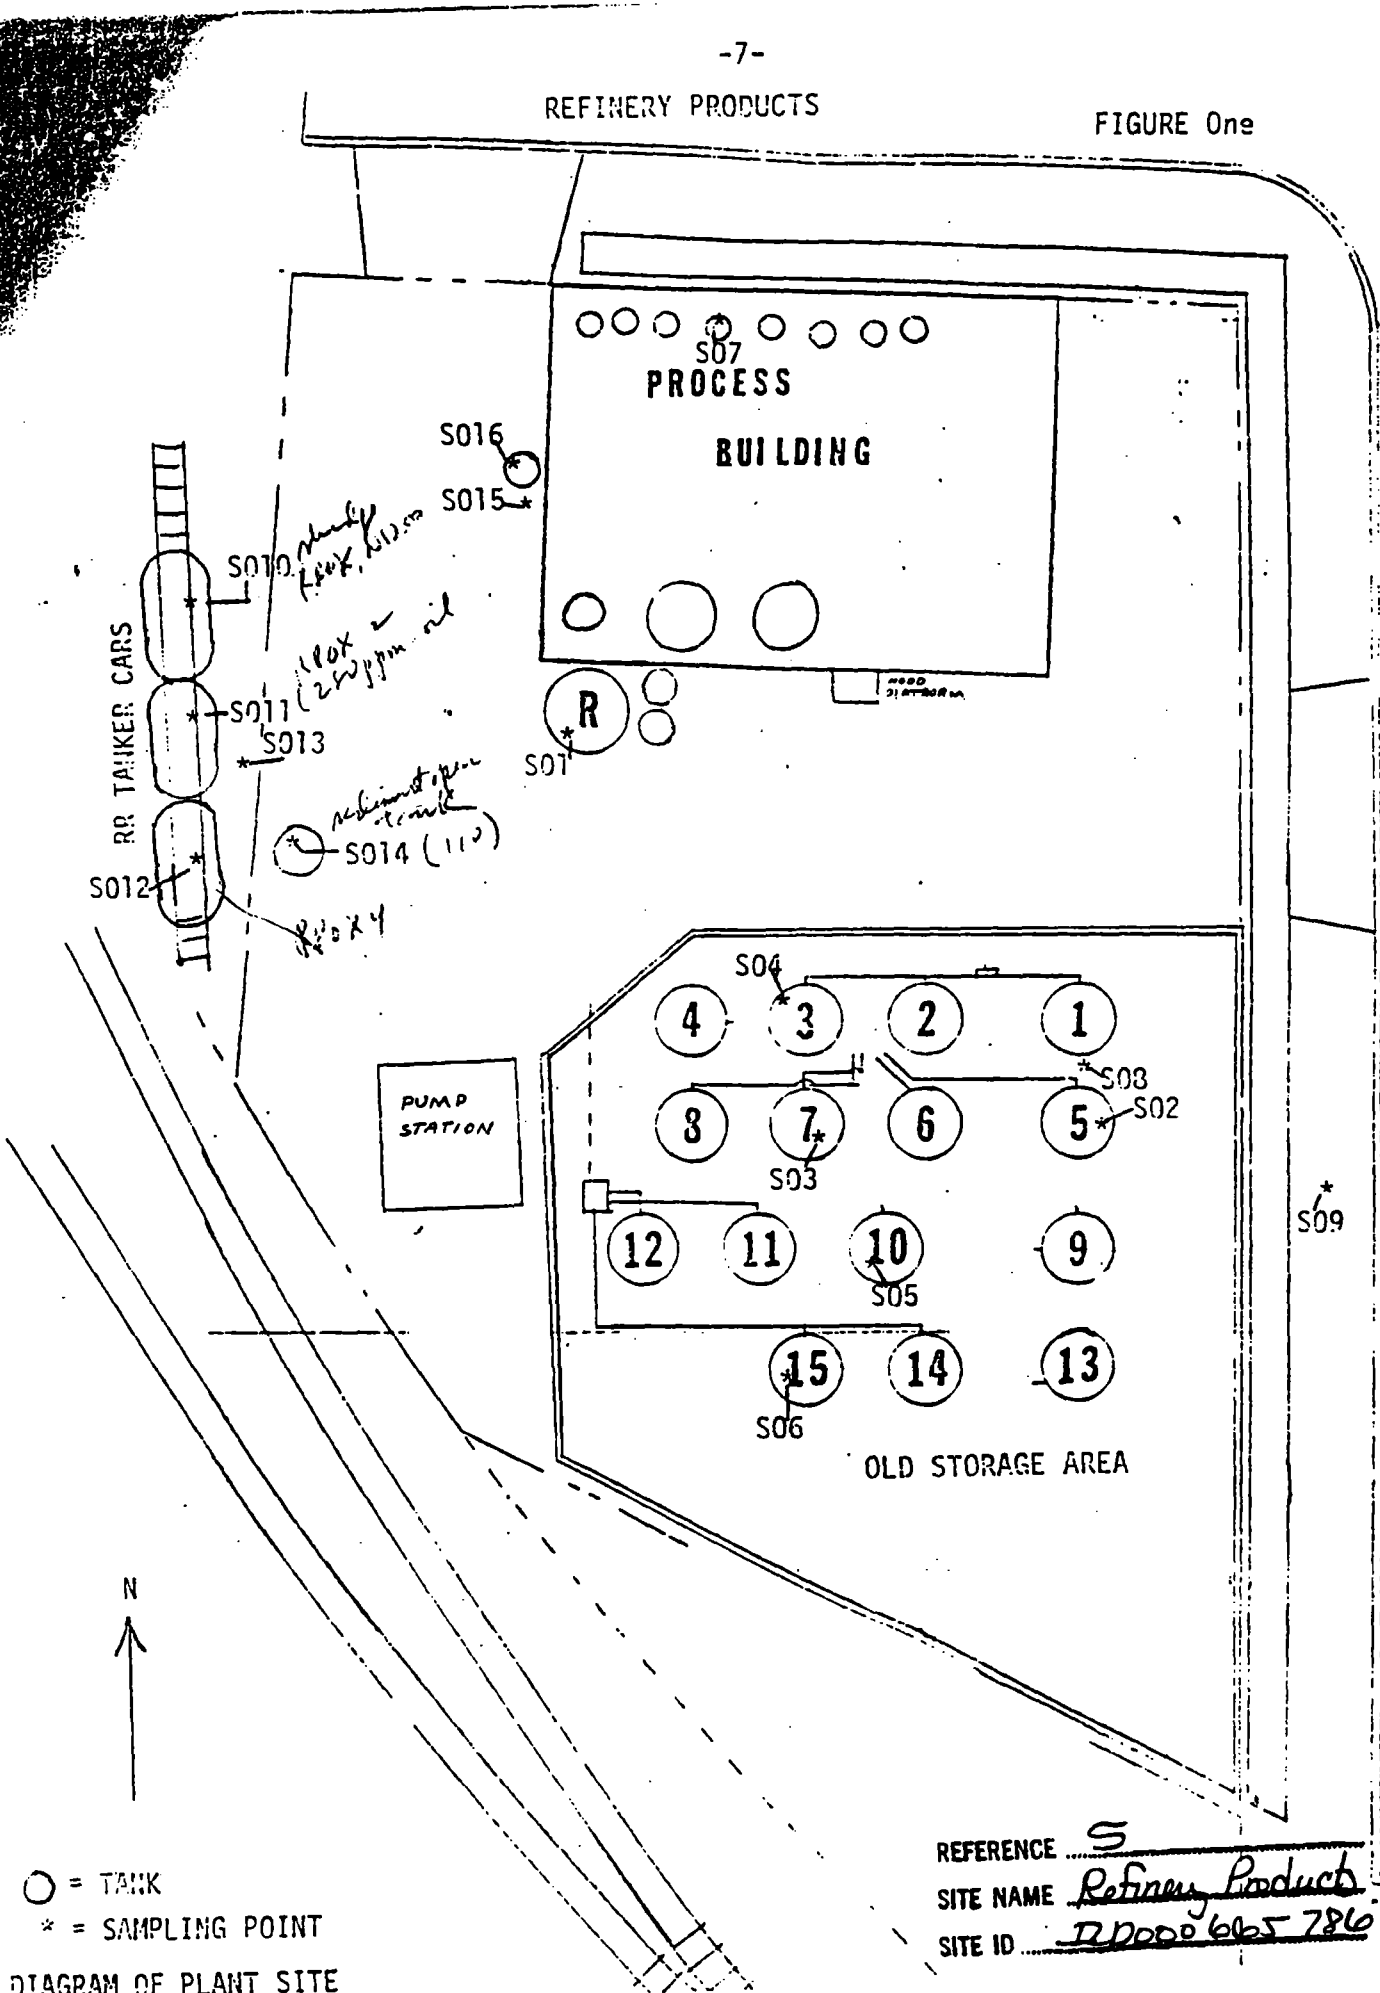 -7-
REFINERY PRODUCTS
FIGURE One
S07
PROCESS
BUILDING
S016
S015
S010
RR TANKER CARS
S011
S013
R
S01
S014
S012
S04
4
3
2
1
S08
8
7
6
5
S02
S03
PUMP
STATION
12
11
10
9
S09
S05
15
14
13
S06
OLD STORAGE AREA
N
O = TANK
* = SAMPLING POINT
DIAGRAM OF PLANT SITE
REFERENCE 5
SITE NAME Refinery Products
SITE ID